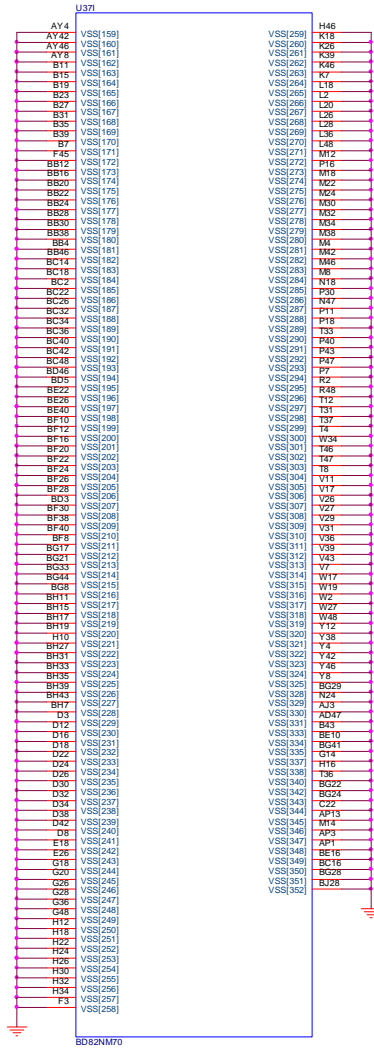 U37I
AY4 VSS[159] VSS[259] H46
AY42 VSS[160] VSS[260] K18
AY46 VSS[161] VSS[261] K26
AY8 VSS[162] VSS[262] K39
B11 VSS[163] VSS[263] K46
B15 VSS[164] VSS[264] K7
B19 VSS[165] VSS[265] L18
B23 VSS[166] VSS[266] L2
B27 VSS[167] VSS[267] L20
B31 VSS[168] VSS[268] L26
B35 VSS[169] VSS[269] L28
B39 VSS[170] VSS[270] L36
B7 VSS[171] VSS[271] L48
F45 VSS[172] VSS[272] M12
BB12 VSS[173] VSS[273] P16
BB16 VSS[174] VSS[274] M18
BB20 VSS[175] VSS[275] M22
BB22 VSS[176] VSS[276] M24
BB24 VSS[177] VSS[277] M30
BB28 VSS[178] VSS[278] M32
BB30 VSS[179] VSS[279] M34
BB38 VSS[180] VSS[280] M38
BB4 VSS[181] VSS[281] M4
BB46 VSS[182] VSS[282] M42
BC14 VSS[183] VSS[283] M46
BC18 VSS[184] VSS[284] M8
BC2 VSS[185] VSS[285] N18
BC22 VSS[186] VSS[286] P30
BC26 VSS[187] VSS[287] N47
BC32 VSS[188] VSS[288] P11
BC34 VSS[189] VSS[289] P18
BC36 VSS[190] VSS[290] T33
BC40 VSS[191] VSS[291] P40
BC42 VSS[192] VSS[292] P43
BC48 VSS[193] VSS[293] P47
BD46 VSS[194] VSS[294] P7
BD5 VSS[195] VSS[295] R2
BE22 VSS[196] VSS[296] R48
BE26 VSS[197] VSS[297] T12
BE40 VSS[198] VSS[298] T31
BF10 VSS[199] VSS[299] T37
BF12 VSS[200] VSS[300] T4
BF16 VSS[201] VSS[301] W34
BF20 VSS[202] VSS[302] T46
BF22 VSS[203] VSS[303] T47
BF24 VSS[204] VSS[304] T8
BF26 VSS[205] VSS[305] V11
BF28 VSS[206] VSS[306] V17
BD3 VSS[207] VSS[307] V26
BF30 VSS[208] VSS[308] V27
BF38 VSS[209] VSS[309] V29
BF40 VSS[210] VSS[310] V31
BF8 VSS[211] VSS[311] V36
BG17 VSS[212] VSS[312] V39
BG21 VSS[213] VSS[313] V43
BG33 VSS[214] VSS[314] V7
BG44 VSS[215] VSS[315] W17
BG8 VSS[216] VSS[316] W19
BH11 VSS[217] VSS[317] W2
BH15 VSS[218] VSS[318] W27
BH17 VSS[219] VSS[319] W48
BH19 VSS[220] VSS[320] Y12
H10 VSS[221] VSS[321] Y38
BH27 VSS[222] VSS[322] Y4
BH31 VSS[223] VSS[323] Y42
BH33 VSS[224] VSS[324] Y46
BH35 VSS[225] VSS[325] Y8
BH39 VSS[226] VSS[328] BG29
BH43 VSS[227] VSS[329] N24
BH7 VSS[228] VSS[330] AJ3
D3 VSS[229] VSS[331] AD47
D12 VSS[230] VSS[333] B43
D16 VSS[231] VSS[334] BE10
D18 VSS[232] VSS[335] BG41
D22 VSS[233] VSS[337] G14
D24 VSS[234] VSS[338] H16
D26 VSS[235] VSS[340] T36
D30 VSS[236] VSS[342] BG22
D32 VSS[237] VSS[343] BG24
D34 VSS[238] VSS[344] C22
D38 VSS[239] VSS[345] AP13
D42 VSS[240] VSS[346] M14
D8 VSS[241] VSS[347] AP3
E18 VSS[242] VSS[348] AP1
E26 VSS[243] VSS[349] BE16
G18 VSS[244] VSS[350] BC16
G20 VSS[245] VSS[351] BG28
G26 VSS[246] VSS[352] BJ28
G28 VSS[247]
G36 VSS[248]
G48 VSS[249]
H12 VSS[250]
H18 VSS[251]
H22 VSS[252]
H24 VSS[253]
H26 VSS[254]
H30 VSS[255]
H32 VSS[256]
H34 VSS[257]
F3 VSS[258]
BD82NM70